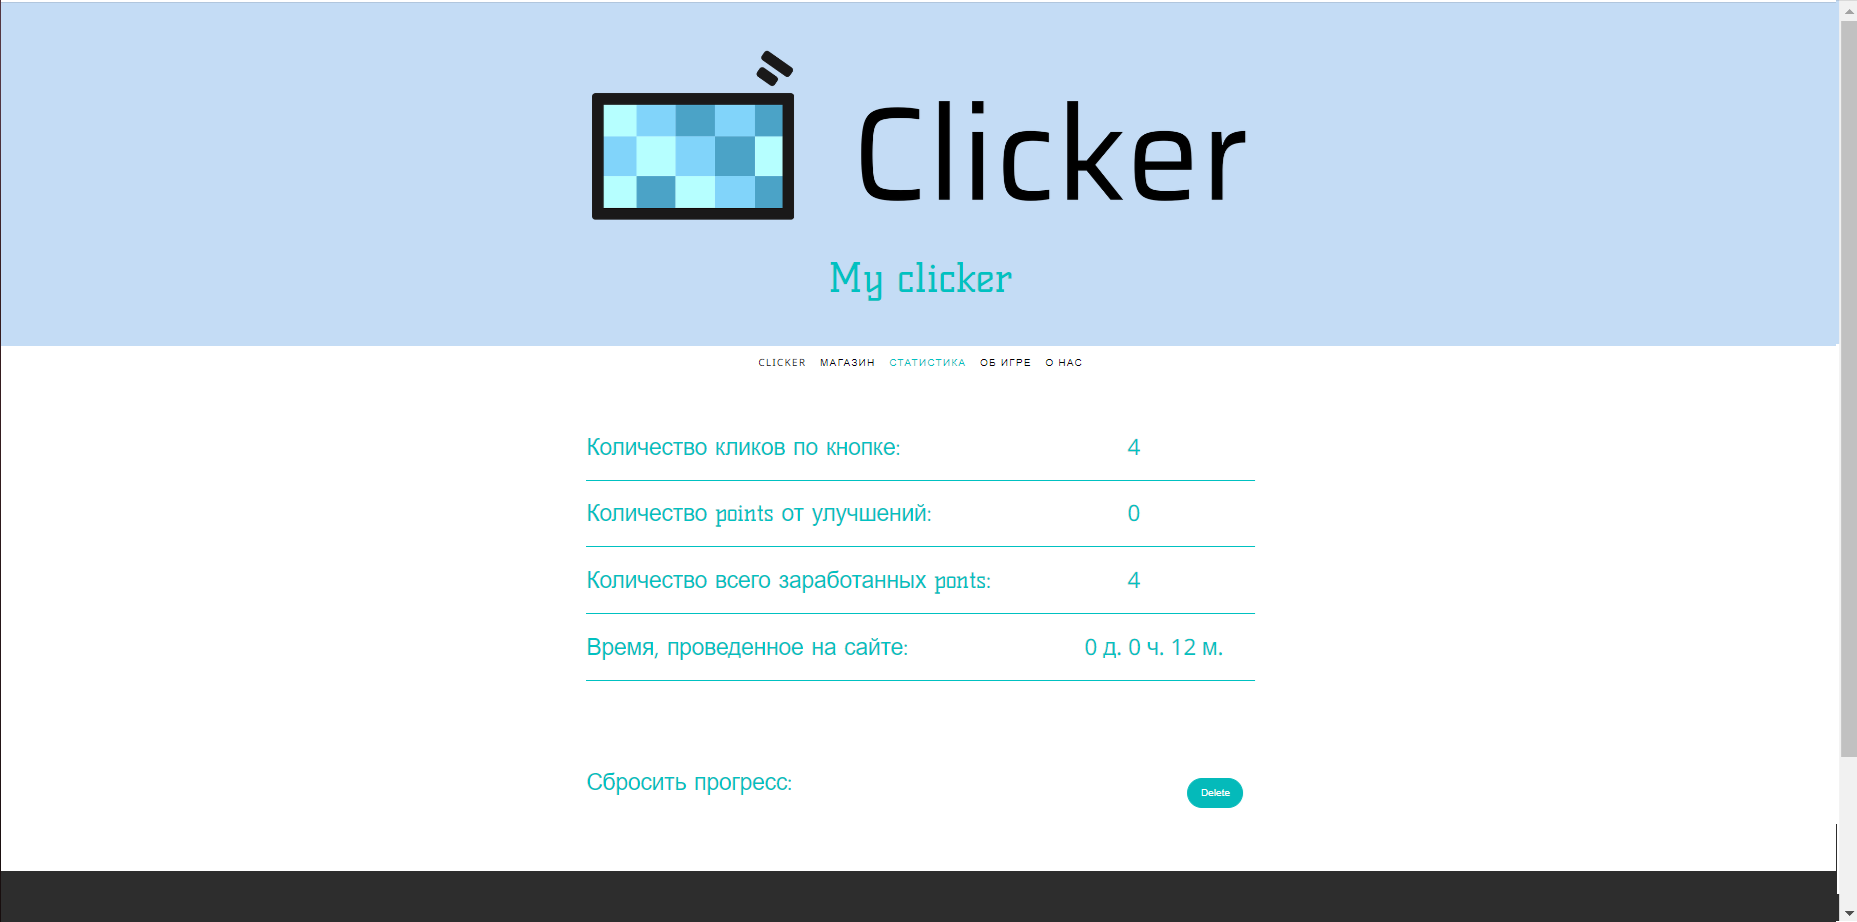 Clicker
My clicker
CLICKER МАГАЗИН СТАТИСТИКА ОБ ИГРЕ О НАС
Количество кликов по кнопке: 4
Количество points от улучшений: 0
Количество всего заработанных ponts: 4
Время, проведенное на сайте: 0 д. 0 ч. 12 м.
Сбросить прогресс: Delete